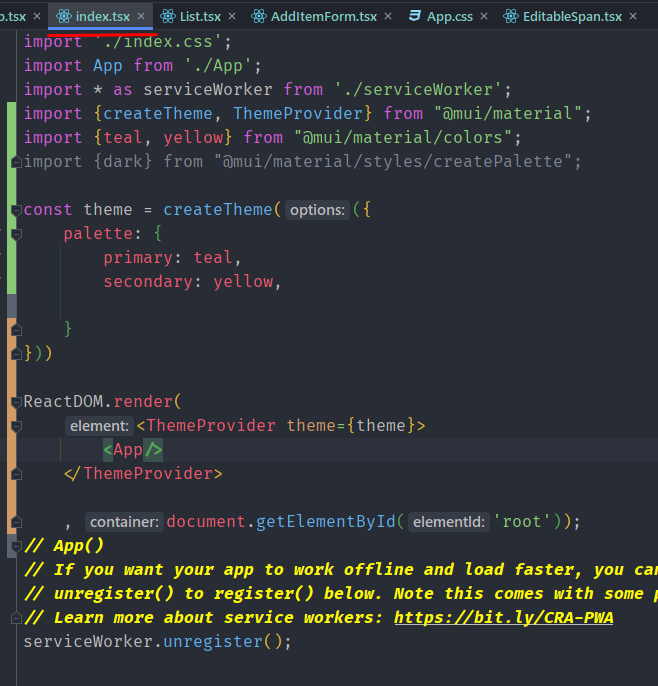 p.tsx × index.tsx × List.tsx × AddItemForm.tsx × App.css × EditableSpan.tsx ×
import './index.css';
import App from './App';
import * as serviceWorker from './serviceWorker';
import {createTheme, ThemeProvider} from "@mui/material";
import {teal, yellow} from "@mui/material/colors";
import {dark} from "@mui/material/styles/createPalette";
const theme = createTheme( options: ({
palette: {
primary: teal,
secondary: yellow,
}
}))
ReactDOM.render(
element: <ThemeProvider theme={theme}>
<App/>
</ThemeProvider>
, container: document.getElementById( elementId: 'root'));
// App()
// If you want your app to work offline and load faster, you can
// unregister() to register() below. Note this comes with some p
// Learn more about service workers: https://bit.ly/CRA-PWA
serviceWorker.unregister();